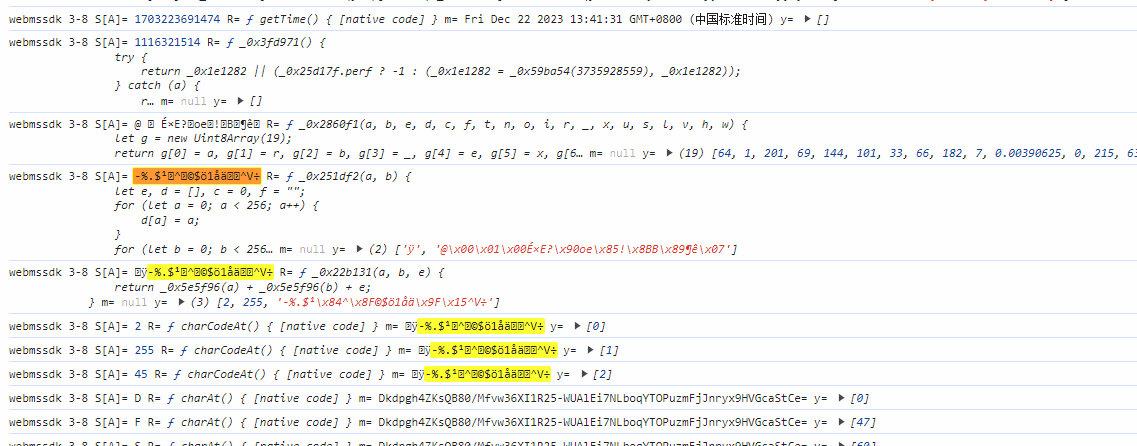 webmssdk 3-8 S[A]= 1703223691474 R= ƒ getTime() { [native code] } m= Fri Dec 22 2023 13:41:31 GMT+0800 (中国标准时间) y= ▶ []
webmssdk 3-8 S[A]= 1116321514 R= ƒ _0x3fd971() {
try {
return _0x1e1282 || (_0x25d17f.perf ? -1 : (_0x1e1282 = _0x59ba54(3735928559), _0x1e1282));
} catch (a) {
r… m= null y= ▶ []
webmssdk 3-8 S[A]= @ É×E?oe!B¶ê R= ƒ _0x2860f1(a, b, e, d, c, f, t, n, o, i, r, _, x, u, s, l, v, h, w) {
let g = new Uint8Array(19);
return g[0] = a, g[1] = r, g[2] = b, g[3] = _, g[4] = e, g[5] = x, g[6… m= null y= ▶ (19) [64, 1, 201, 69, 144, 101, 33, 66, 182, 7, 0.00390625, 0, 215, 63
webmssdk 3-8 S[A]= -%.$¹^©$ö1åä^V÷ R= ƒ _0x251df2(a, b) {
let e, d = [], c = 0, f = "";
for (let a = 0; a < 256; a++) {
d[a] = a;
}
for (let b = 0; b < 256… m= null y= ▶ (2) ['ÿ', '@\x00\x01\x00É×E?\x90oe\x85!\x8BB\x89¶ê\x07']
webmssdk 3-8 S[A]= ÿ-%.$¹^©$ö1åä^V÷ R= ƒ _0x22b131(a, b, e) {
return _0x5e5f96(a) + _0x5e5f96(b) + e;
} m= null y= ▶ (3) [2, 255, '-%.$¹\x84^\x8F©$ö1åä\x9F\x15^V÷']
webmssdk 3-8 S[A]= 2 R= ƒ charCodeAt() { [native code] } m= ÿ-%.$¹^©$ö1åä^V÷ y= ▶ [0]
webmssdk 3-8 S[A]= 255 R= ƒ charCodeAt() { [native code] } m= ÿ-%.$¹^©$ö1åä^V÷ y= ▶ [1]
webmssdk 3-8 S[A]= 45 R= ƒ charCodeAt() { [native code] } m= ÿ-%.$¹^©$ö1åä^V÷ y= ▶ [2]
webmssdk 3-8 S[A]= D R= ƒ charAt() { [native code] } m= Dkdpgh4ZKsQB80/Mfvw36XI1R25-WUAlEi7NLboqYTOPuzmFjJnryx9HVGcaStCe= y= ▶ [0]
webmssdk 3-8 S[A]= F R= ƒ charAt() { [native code] } m= Dkdpgh4ZKsQB80/Mfvw36XI1R25-WUAlEi7NLboqYTOPuzmFjJnryx9HVGcaStCe= y= ▶ [47]